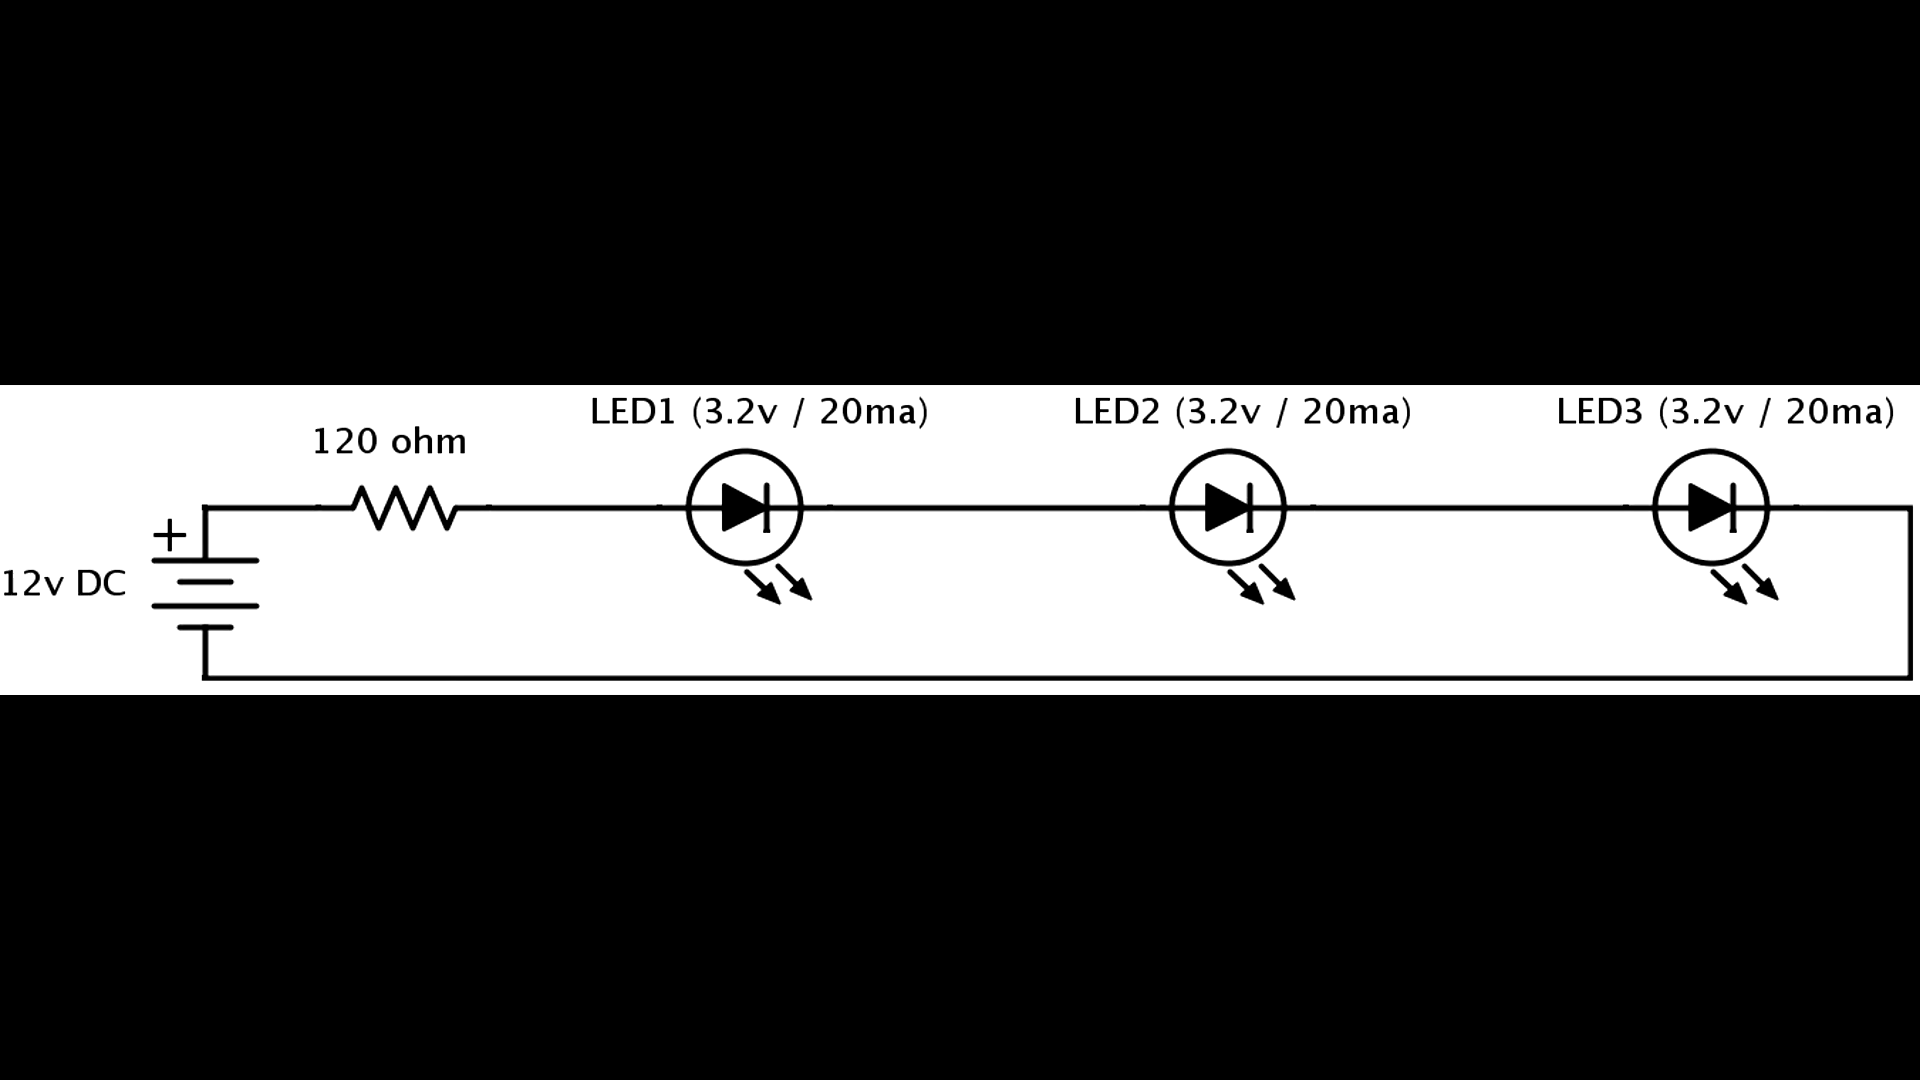 LED1 (3.2v / 20ma)
LED2 (3.2v / 20ma)
LED3 (3.2v / 20ma)
120 ohm
+
12v DC